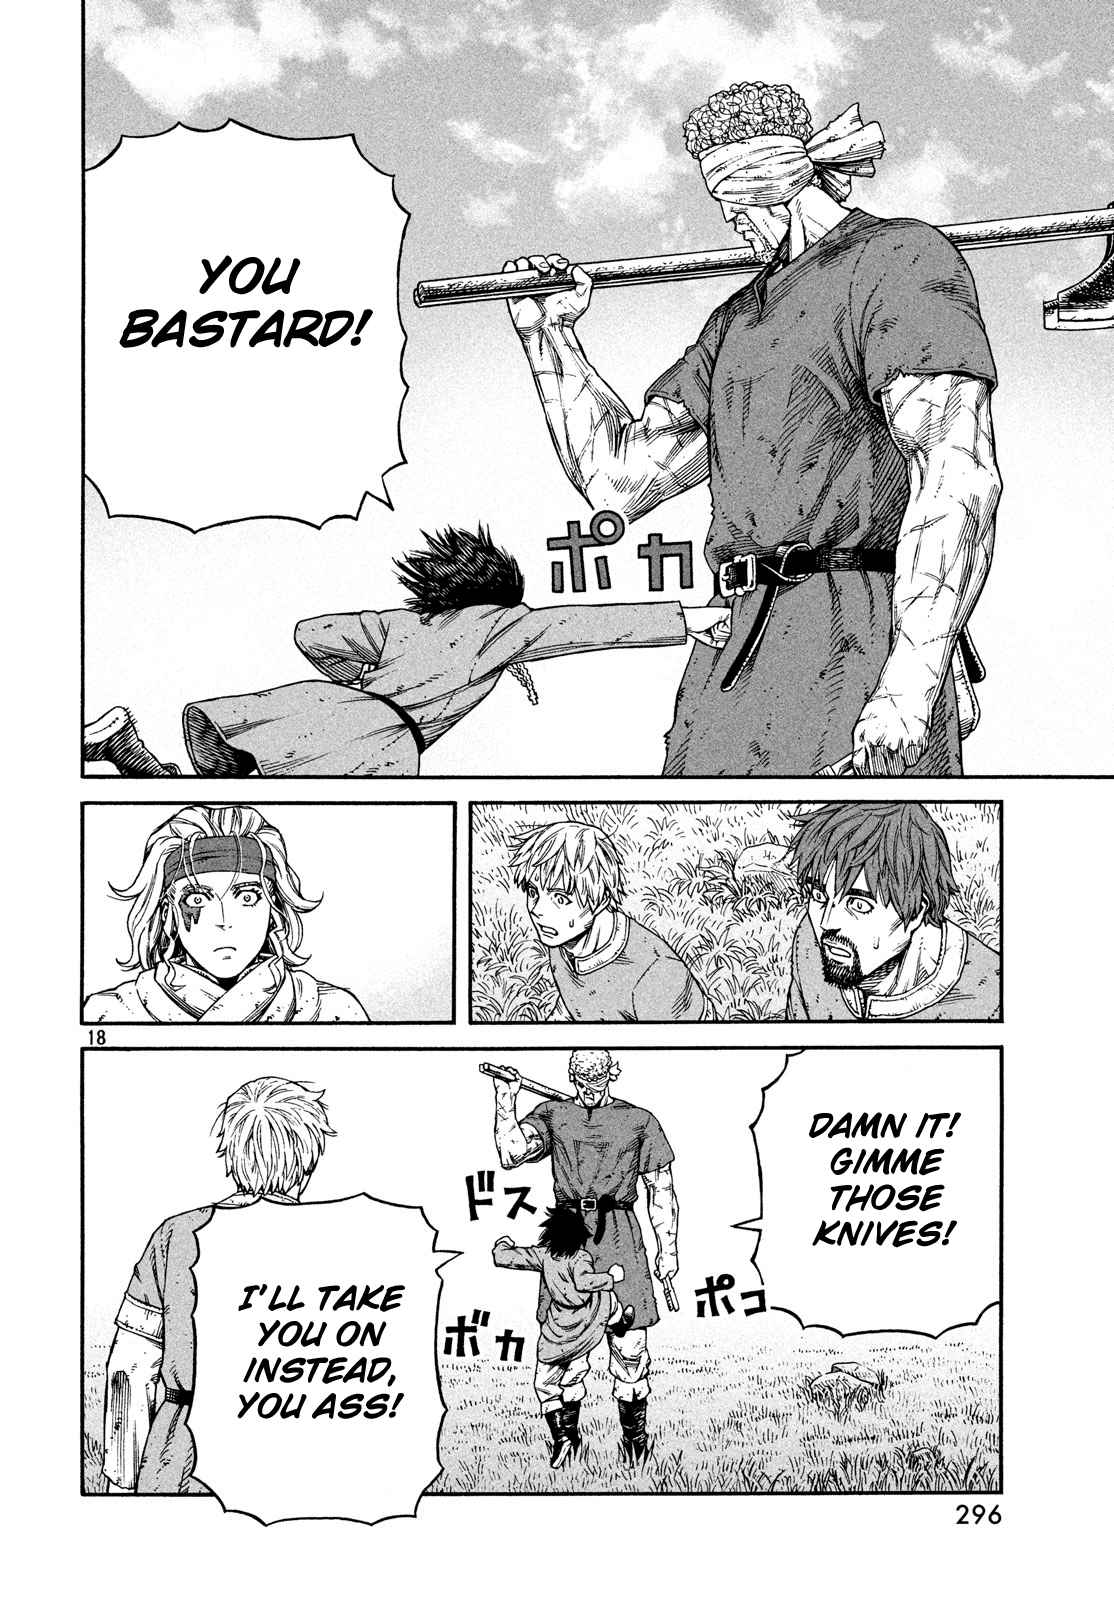 YOU
BASTARD!
ポカ
18
DAMN IT!
GIMME
THOSE
KNIVES!
ドス
ポコ
ボカ
I'LL TAKE
YOU ON
INSTEAD,
YOU ASS!
296